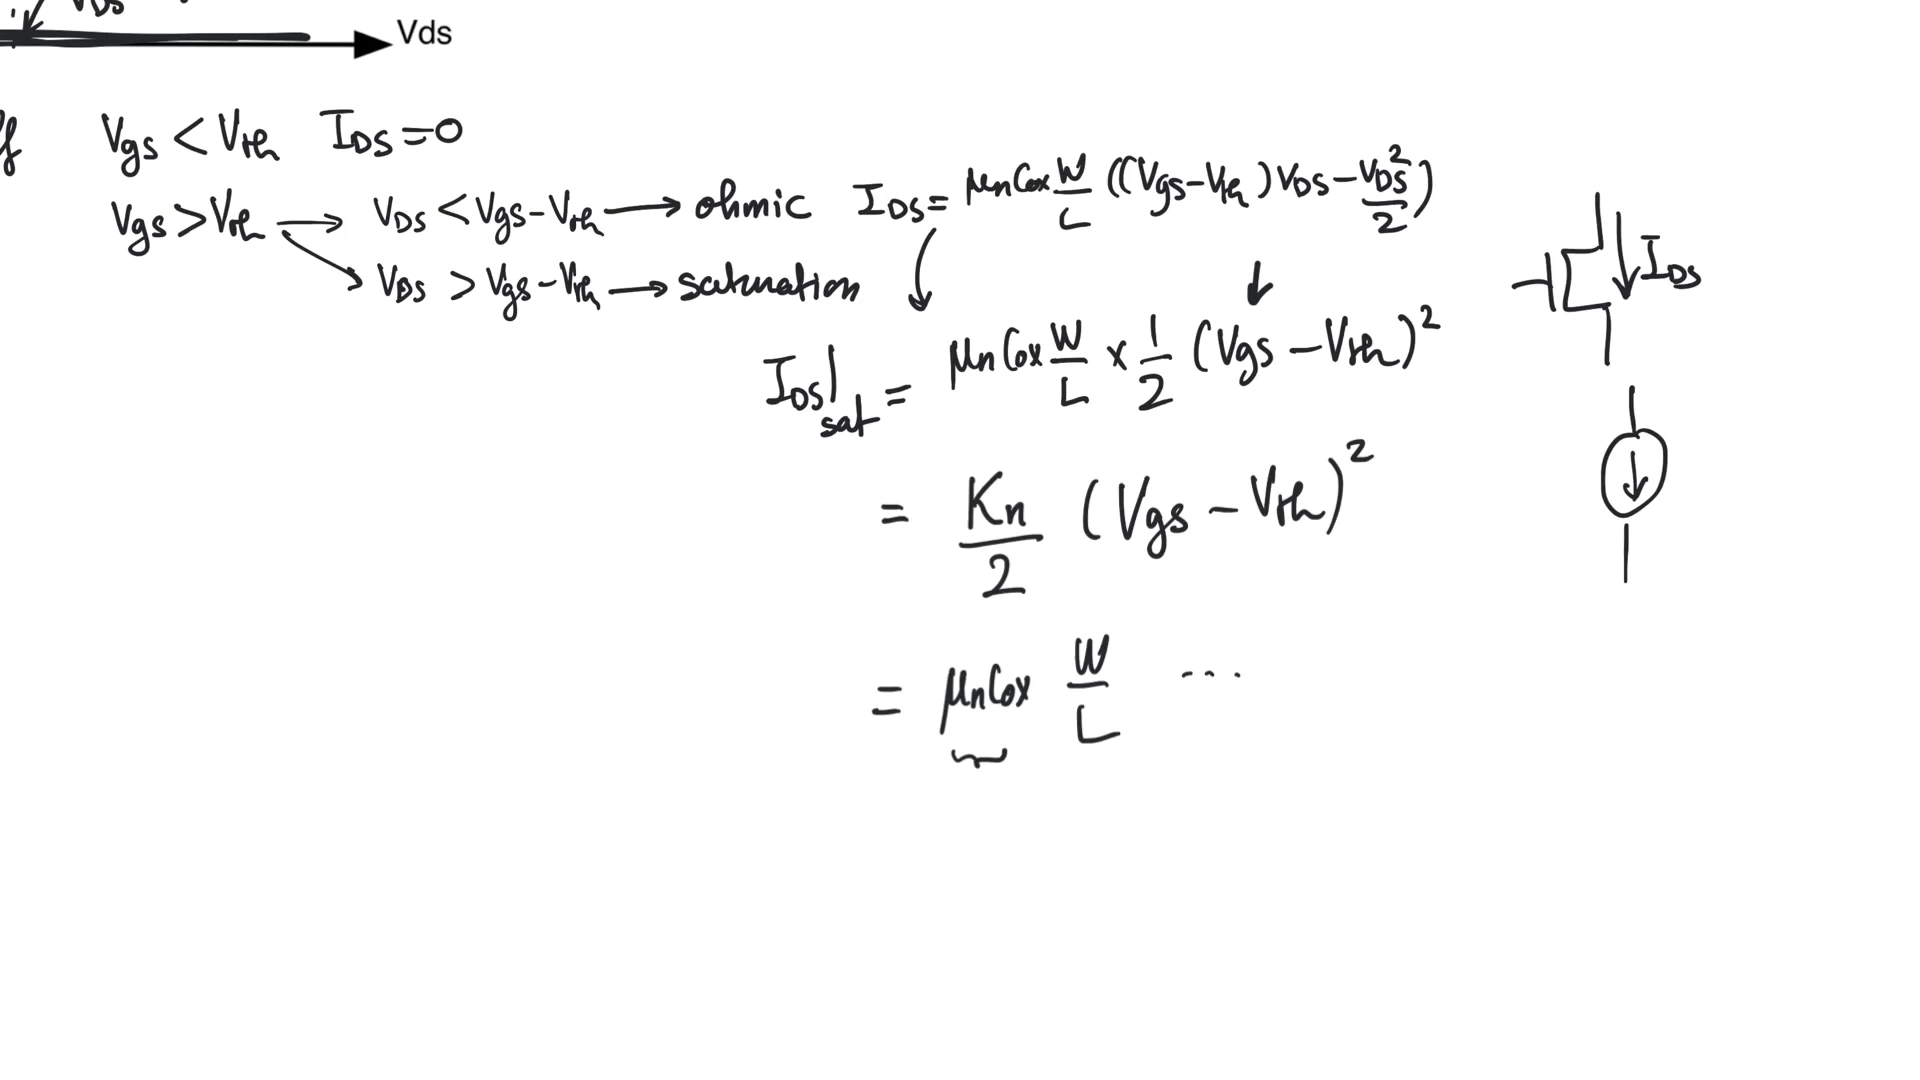 VDS
Vds
Vgs < Vth IDS = 0
Vgs > Vth → VDS < Vgs - Vth → ohmic IDS = μnCox W/L ((Vgs - Vth) VDS - VDS²/2)
VDS > Vgs - Vth → saturation
IDS
IDS|sat = μnCox W/L × 1/2 (Vgs - Vth)²
= Kn/2 (Vgs - Vth)²
= μnCox W/L ...